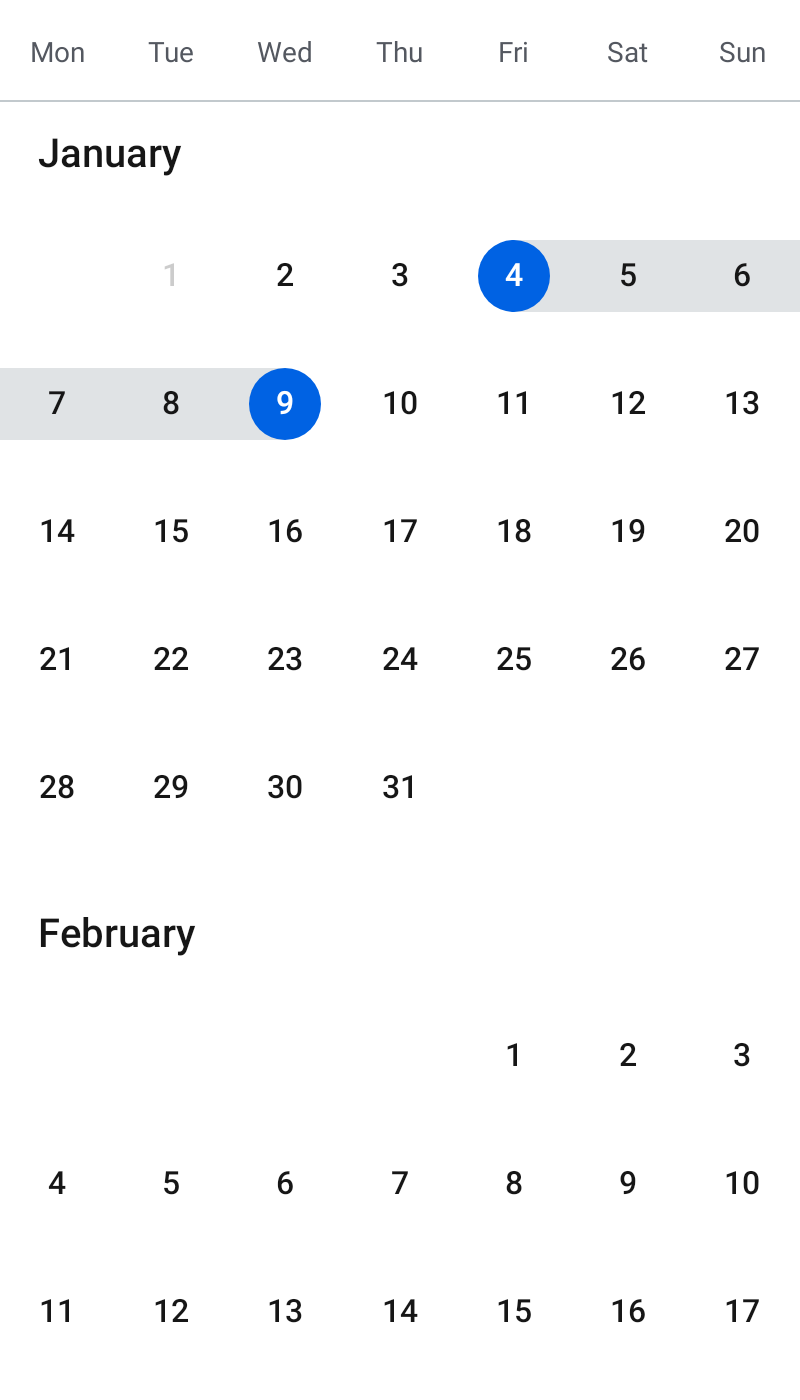 Mon Tue Wed Thu Fri Sat Sun
January
1 2 3 4 5 6
7 8 9 10 11 12 13
14 15 16 17 18 19 20
21 22 23 24 25 26 27
28 29 30 31
February
1 2 3
4 5 6 7 8 9 10
11 12 13 14 15 16 17